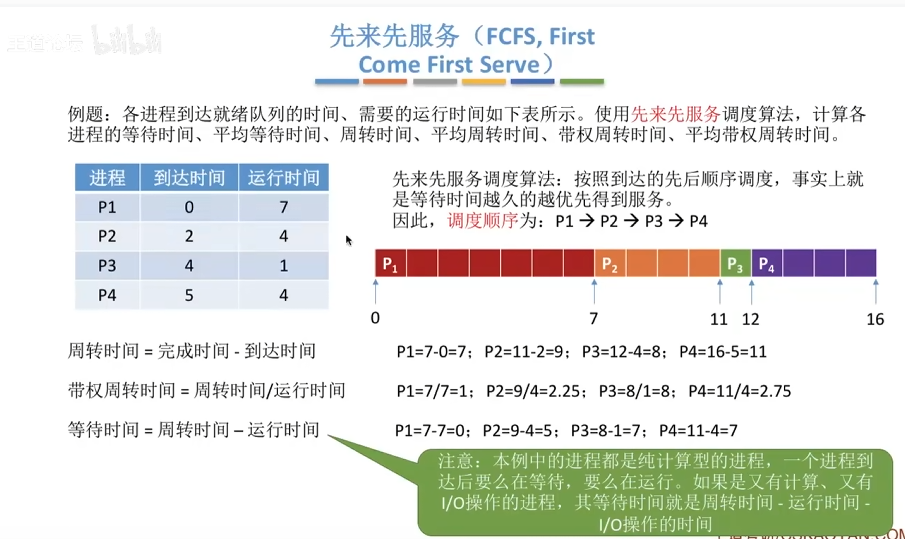 先来先服务（FCFS, First
Come First Serve）
例题：各进程到达就绪队列的时间、需要的运行时间如下表所示。使用先来先服务调度算法，计算各
进程的等待时间、平均等待时间、周转时间、平均周转时间、带权周转时间、平均带权周转时间。
进程 到达时间 运行时间
P1 0 7
P2 2 4
P3 4 1
P4 5 4
先来先服务调度算法：按照到达的先后顺序调度，事实上就
是等待时间越久的越优先得到服务。
因此，调度顺序为：P1 → P2 → P3 → P4
P1 P2 P3 P4
0 7 11 12 16
周转时间 = 完成时间 - 到达时间
P1=7-0=7；P2=11-2=9；P3=12-4=8；P4=16-5=11
带权周转时间 = 周转时间/运行时间
P1=7/7=1；P2=9/4=2.25；P3=8/1=8；P4=11/4=2.75
等待时间 = 周转时间 – 运行时间
P1=7-7=0；P2=9-4=5；P3=8-1=7；P4=11-4=7
注意：本例中的进程都是纯计算型的进程，一个进程到
达后要么在等待，要么在运行。如果是又有计算、又有
I/O操作的进程，其等待时间就是周转时间 - 运行时间 -
I/O操作的时间